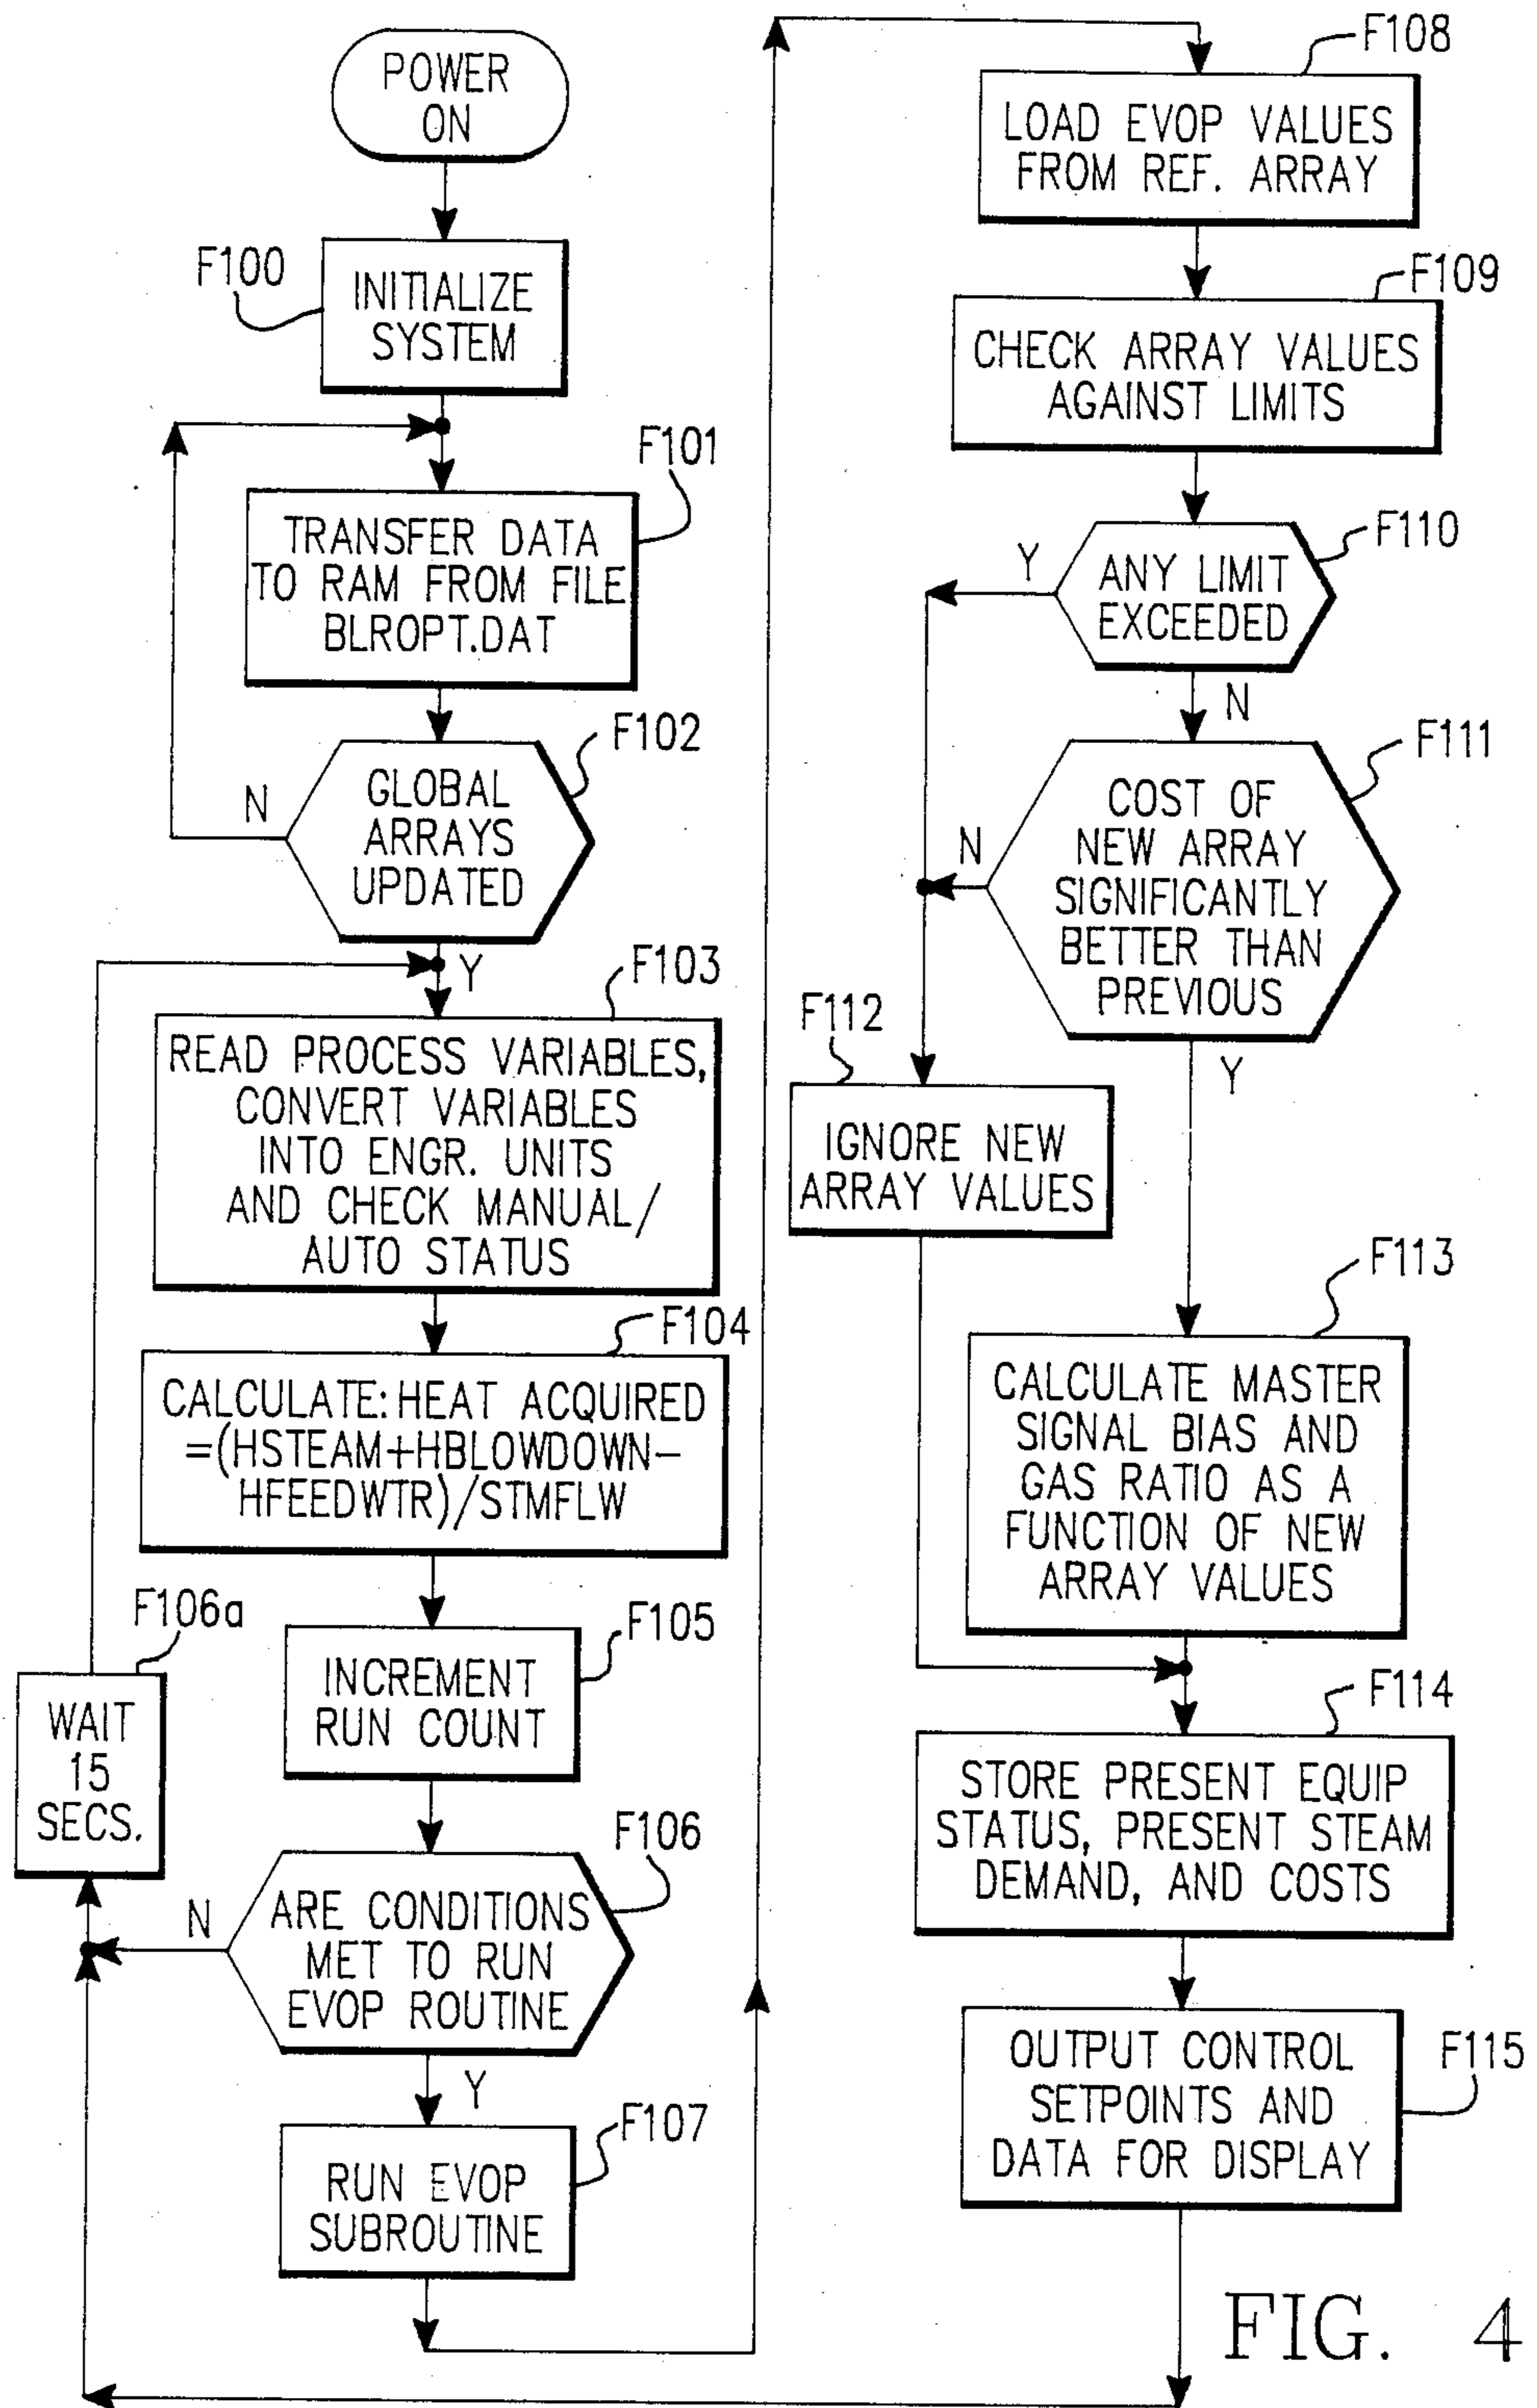 POWER
ON
F100
INITIALIZE
SYSTEM
F101
TRANSFER DATA
TO RAM FROM FILE
BLROPT.DAT
F102
GLOBAL
ARRAYS
UPDATED
N
Y
F103
READ PROCESS VARIABLES,
CONVERT VARIABLES
INTO ENGR. UNITS
AND CHECK MANUAL/
AUTO STATUS
F104
CALCULATE: HEAT ACQUIRED
=(HSTEAM+HBLOWDOWN-
HFEEDWTR)/STMFLW
F105
INCREMENT
RUN COUNT
F106a
WAIT
15
SECS.
F106
ARE CONDITIONS
MET TO RUN
EVOP ROUTINE
N
Y
F107
RUN EVOP
SUBROUTINE
F108
LOAD EVOP VALUES
FROM REF. ARRAY
F109
CHECK ARRAY VALUES
AGAINST LIMITS
F110
ANY LIMIT
EXCEEDED
Y
N
F111
COST OF
NEW ARRAY
SIGNIFICANTLY
BETTER THAN
PREVIOUS
N
Y
F112
IGNORE NEW
ARRAY VALUES
F113
CALCULATE MASTER
SIGNAL BIAS AND
GAS RATIO AS A
FUNCTION OF NEW
ARRAY VALUES
F114
STORE PRESENT EQUIP
STATUS, PRESENT STEAM
DEMAND, AND COSTS
F115
OUTPUT CONTROL
SETPOINTS AND
DATA FOR DISPLAY
FIG. 4